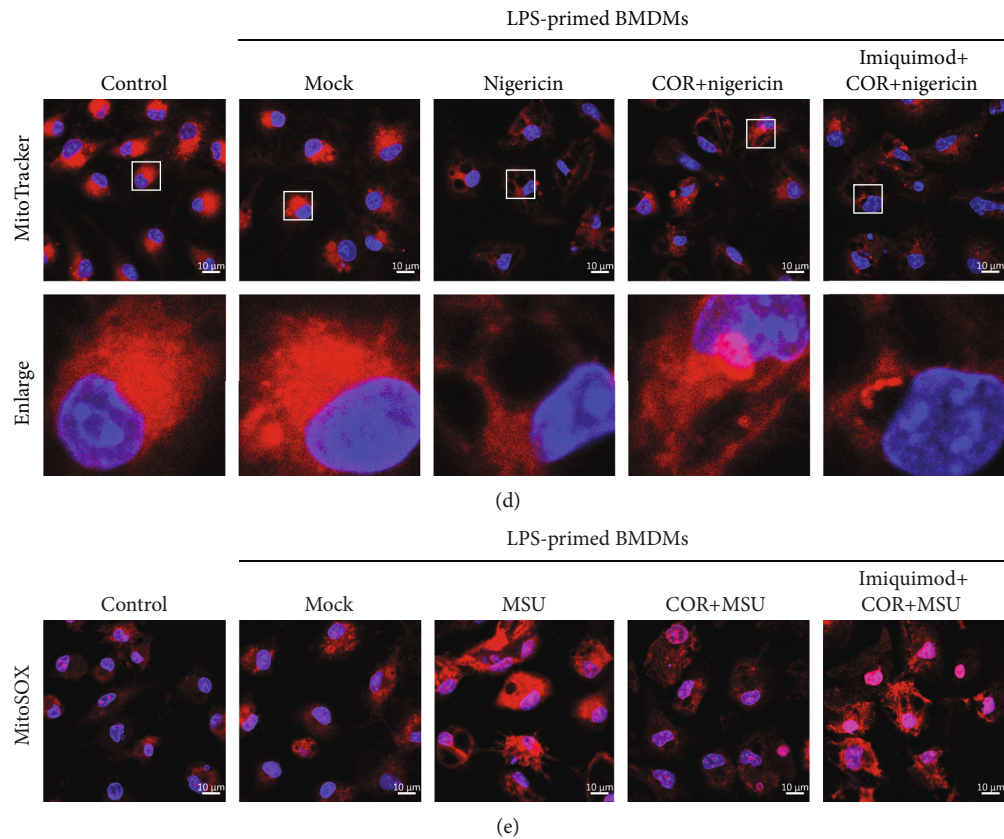 LPS-primed BMDMs
Control
Mock
Nigericin
COR+nigericin
Imiquimod+
COR+nigericin
MitoTracker
10 μm
10 μm
10 μm
10 μm
10 μm
Enlarge
(d)
LPS-primed BMDMs
Control
Mock
MSU
COR+MSU
Imiquimod+
COR+MSU
MitoSOX
10 μm
10 μm
10 μm
10 μm
10 μm
(e)